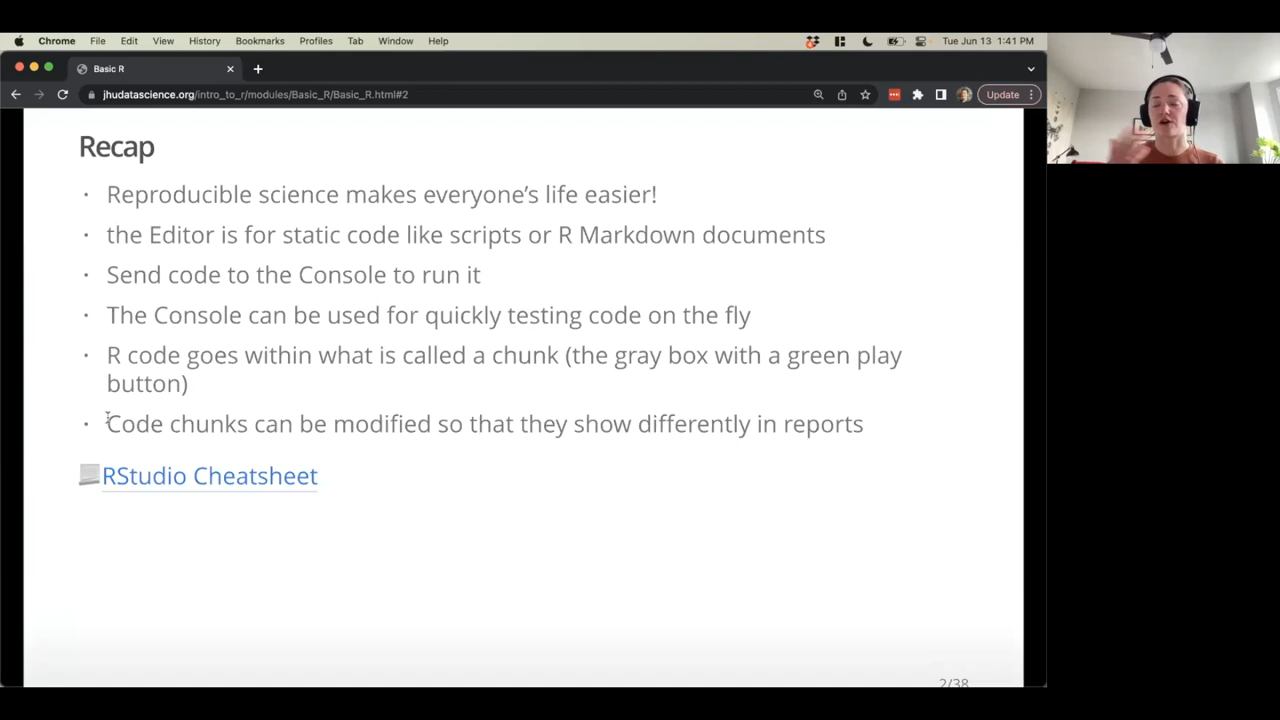 Chrome File Edit View History Bookmarks Profiles Tab Window Help Tue Jun 13 1:41 PM
Basic R
jhudatascience.org/intro_to_r/modules/Basic_R/Basic_R.html#2 Update
Recap
· Reproducible science makes everyone’s life easier!
· the Editor is for static code like scripts or R Markdown documents
· Send code to the Console to run it
· The Console can be used for quickly testing code on the fly
· R code goes within what is called a chunk (the gray box with a green play
button)
· Code chunks can be modified so that they show differently in reports
RStudio Cheatsheet
2/38